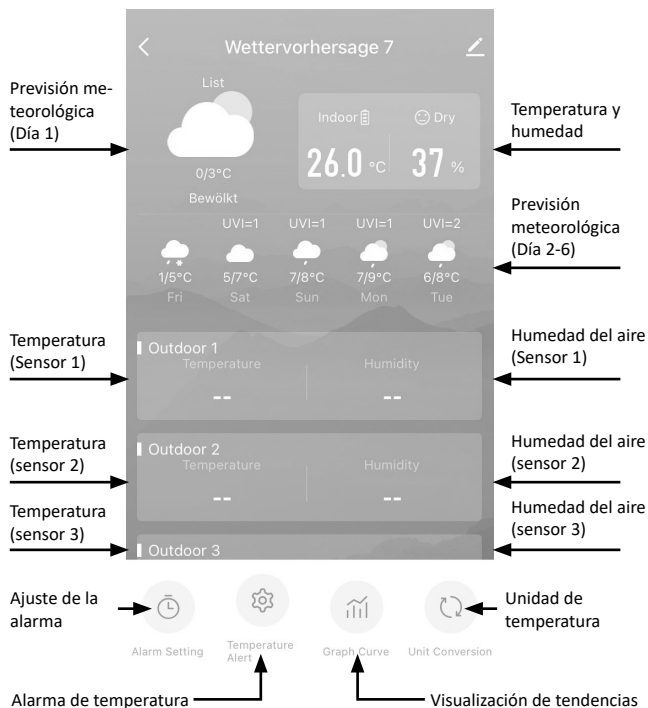 Wettervorhersage 7
List
Previsión me-
teorológica
(Día 1)
Indoor
Dry
Temperatura y
humedad
26.0 °C
37 %
0/3°C
Bewölkt
Previsión
meteorológica
(Día 2-6)
UVI=1
UVI=1
UVI=1
UVI=2
1/5°C
5/7°C
7/8°C
7/9°C
6/8°C
Fri
Sat
Sun
Mon
Tue
Temperatura
(Sensor 1)
Outdoor 1
Temperature
Humidity
--
--
Humedad del aire
(Sensor 1)
Temperatura
(sensor 2)
Outdoor 2
Temperature
Humidity
--
--
Humedad del aire
(sensor 2)
Temperatura
(sensor 3)
Outdoor 3
Humedad del aire
(sensor 3)
Ajuste de la
alarma
Unidad de
temperatura
Alarm Setting
Temperature
Alert
Graph Curve
Unit Conversion
Alarma de temperatura
Visualización de tendencias